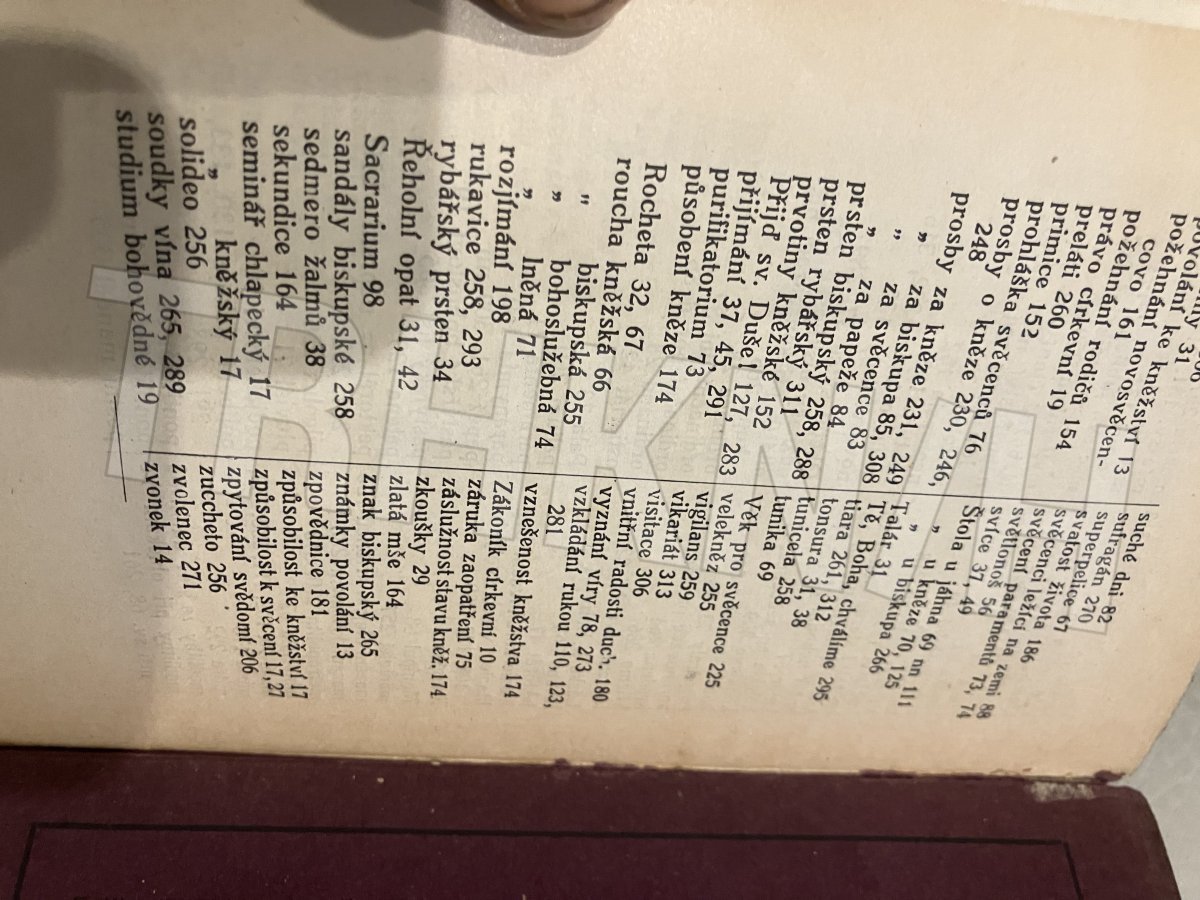 povolání 31
požehnání ke kněžství 13
covo 161
požehnání novosvěcen-
právo církevní 19
preláti 260
primice 152
prohláška svěcenců 76
prosby o kněze 230, 246,
248
prosby za kněze 231, 249
„ za biskupa 85, 308
„ za svěcence 83
„ za papeže 84
prsten biskupský 258, 288
prsten rybářský 311
prvotiny kněžské 152
Přijď sv. Duše! 127, 283
přijímání 37, 45, 291
purifikatorium 73
působení kněze 174
Rocheta 32, 67
roucha kněžská 66
„ biskupská 255
„ bohoslužebná 74
„ lněná 71
rozjímání 198
rukavice 258, 293
rybářský prsten 34
Řeholní opat 31, 42
Sacrarium 98
sandály biskupské 258
sedmero žalmů 38
sekundice 164
seminář chlapecký 17
„ kněžský 17
solideo 256
soudky vína 265, 289
studium bohovědné 19
suché dni 82
sufragán 270
superpelice 67
svatost života 186
svěcenci ležící na zemi 88
svěcení paramentů 73, 74
světlonoš 56
svíce 37, 49
Štola u jáhna 69 nn 111
„ u kněze 70, 125
„ u biskupa 266
Talár 31
Tě, Boha, chválíme 295
tiara 261, 312
tonsura 31, 38
tunicela 258
tunika 69
Věk pro svěcence 225
velekněz 255
vigilians 259
vikariát 313
visitace 306
vnitřní radosti duch. 180
vyznání víry 78, 273
vzkládání rukou 110, 123,
281
vznešenost kněžstva 174
Zákoník církevní 10
záruka zaopatření 75
záslužnost stavu kněž. 174
zkoušky 29
zlatá mše 164
znak biskupský 265
známky povolání 13
zpovědnice 181
způsobilost ke kněžství 17
způsobilost k svěcení 17, 27
zpytování svědomí 206
zuccheto 256
zvolenec 271
zvonek 14
TRHKNIH